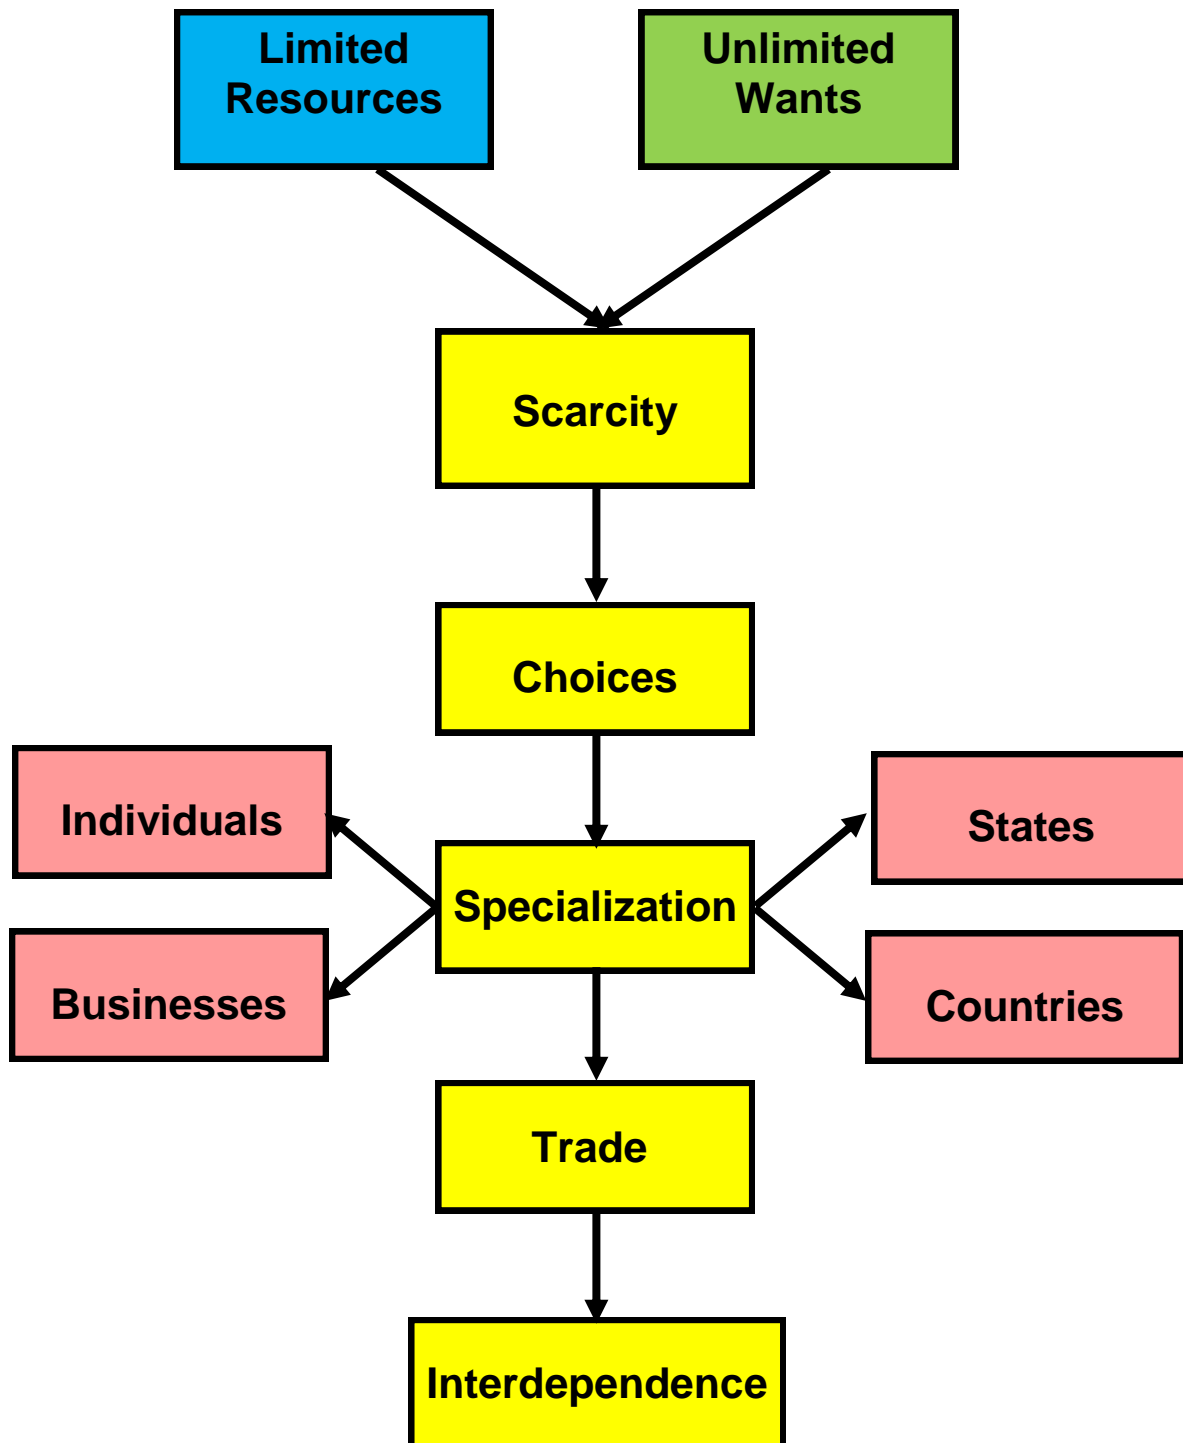 Limited
Resources
Unlimited
Wants
Scarcity
Choices
Individuals
States
Specialization
Businesses
Countries
Trade
Interdependence